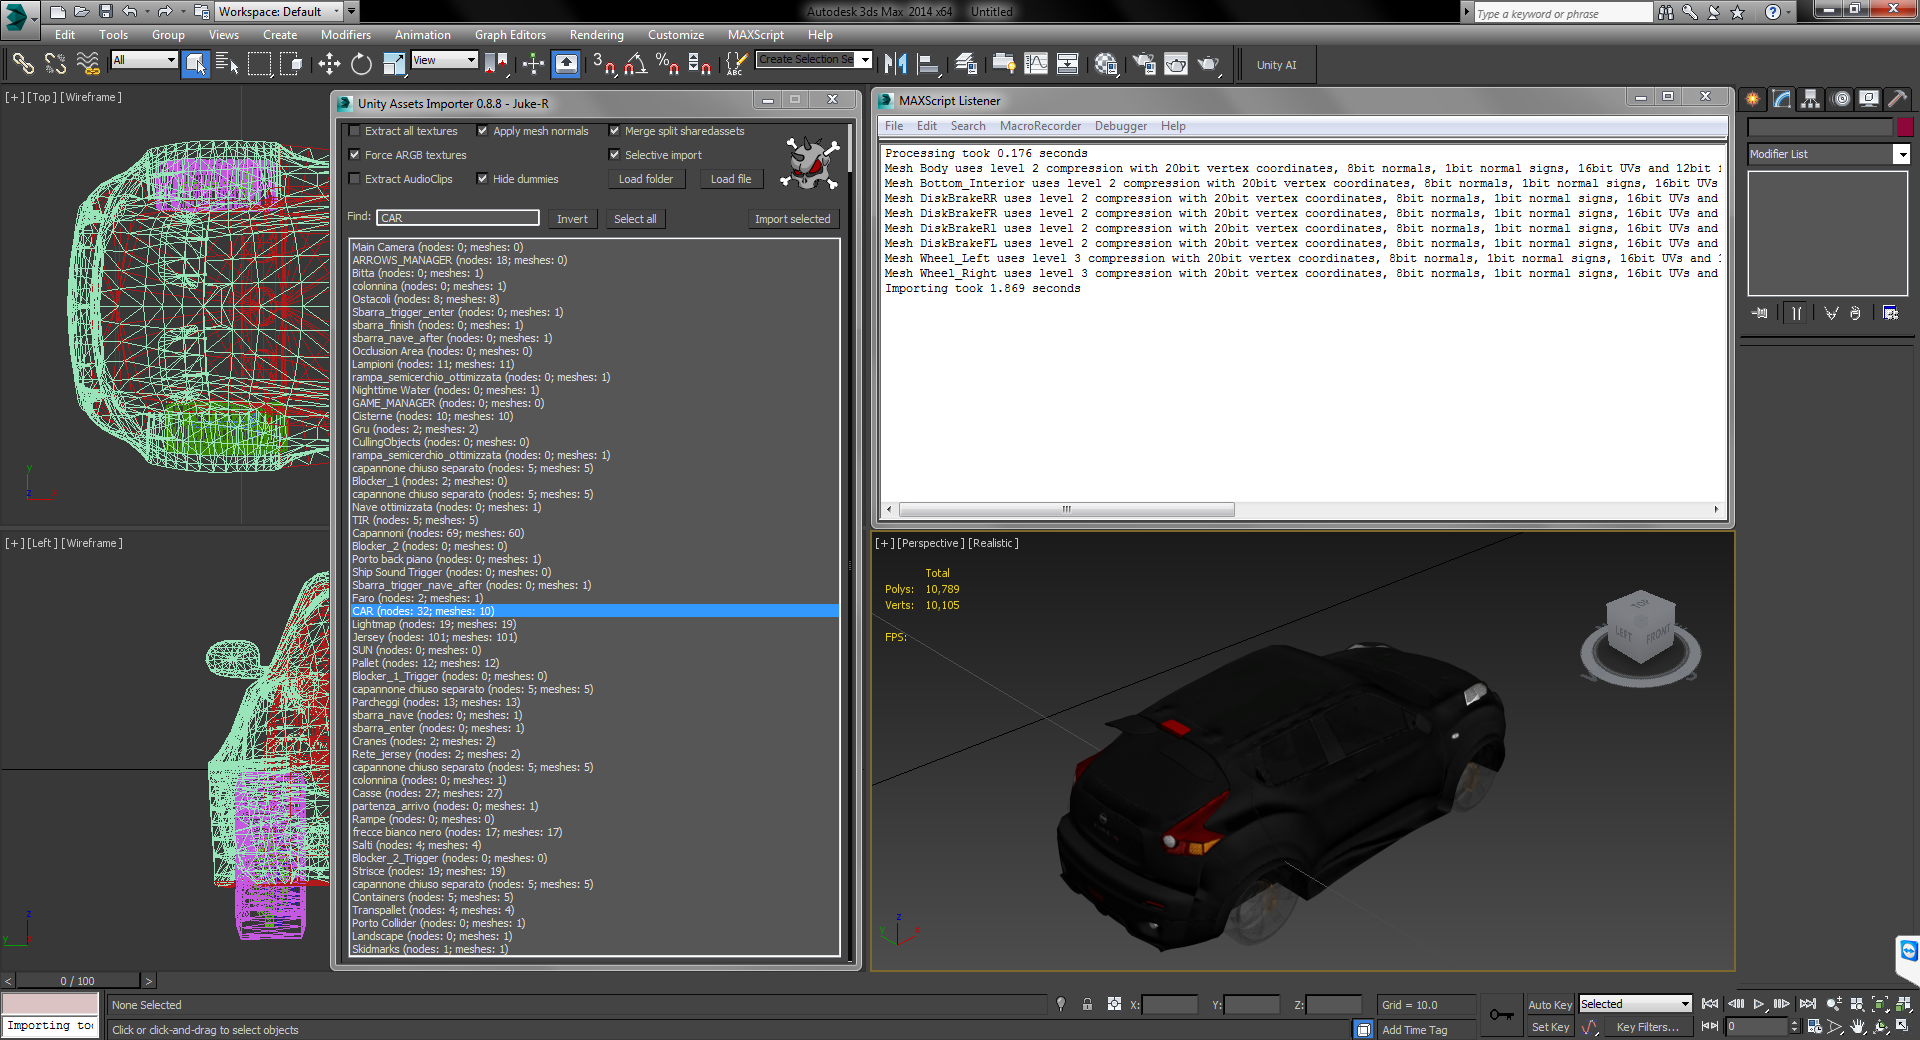 Workspace: Default
Autodesk 3ds Max 2014 x64 Untitled
Type a keyword or phrase
Edit Tools Group Views Create Modifiers Animation Graph Editors Rendering Customize MAXScript Help
All
View
Create Selection Se
Unity AI
[+] [Top] [Wireframe]
Unity Assets Importer 0.8.8 - Juke-R
Extract all textures
Apply mesh normals
Merge split sharedassets
Force ARGB textures
Selective import
Extract AudioClips
Hide dummies
Load folder
Load file
Find: CAR
Invert
Select all
Import selected
Main Camera (nodes: 0; meshes: 0)
ARROWS_MANAGER (nodes: 18; meshes: 0)
Bitta (nodes: 0; meshes: 1)
colonnina (nodes: 0; meshes: 1)
Ostacoli (nodes: 8; meshes: 8)
Sbarra_trigger_enter (nodes: 0; meshes: 1)
sbarra_finish (nodes: 0; meshes: 1)
sbarra_nave_after (nodes: 0; meshes: 1)
Occlusion Area (nodes: 0; meshes: 0)
Lampioni (nodes: 11; meshes: 11)
rampa_semicerchio_ottimizzata (nodes: 0; meshes: 1)
Nighttime Water (nodes: 0; meshes: 1)
GAME_MANAGER (nodes: 0; meshes: 0)
Cisterne (nodes: 10; meshes: 10)
Gru (nodes: 2; meshes: 2)
CullingObjects (nodes: 0; meshes: 0)
rampa_semicerchio_ottimizzata (nodes: 0; meshes: 1)
capannone chiuso separato (nodes: 5; meshes: 5)
Blocker_1 (nodes: 2; meshes: 0)
capannone chiuso separato (nodes: 5; meshes: 5)
Nave ottimizzata (nodes: 0; meshes: 1)
TIR (nodes: 5; meshes: 5)
Capannoni (nodes: 69; meshes: 60)
Blocker_2 (nodes: 0; meshes: 0)
Porto back piano (nodes: 0; meshes: 1)
Ship Sound Trigger (nodes: 0; meshes: 0)
Sbarra_trigger_nave_after (nodes: 0; meshes: 1)
Faro (nodes: 2; meshes: 1)
CAR (nodes: 32; meshes: 10)
Lightmap (nodes: 19; meshes: 19)
Jersey (nodes: 101; meshes: 101)
SUN (nodes: 0; meshes: 0)
Pallet (nodes: 12; meshes: 12)
Blocker_1_Trigger (nodes: 0; meshes: 0)
capannone chiuso separato (nodes: 5; meshes: 5)
Parcheggi (nodes: 13; meshes: 13)
sbarra_nave (nodes: 0; meshes: 1)
sbarra_enter (nodes: 0; meshes: 1)
Cranes (nodes: 2; meshes: 2)
Rete_jersey (nodes: 2; meshes: 2)
capannone chiuso separato (nodes: 5; meshes: 5)
colonnina (nodes: 0; meshes: 1)
Casse (nodes: 27; meshes: 27)
partenza_arrivo (nodes: 0; meshes: 1)
Rampe (nodes: 0; meshes: 0)
frecce bianco nero (nodes: 17; meshes: 17)
Salti (nodes: 4; meshes: 4)
Blocker_2_Trigger (nodes: 0; meshes: 0)
Strisce (nodes: 19; meshes: 19)
capannone chiuso separato (nodes: 5; meshes: 5)
Containers (nodes: 5; meshes: 5)
Transpallet (nodes: 4; meshes: 4)
Porto Collider (nodes: 0; meshes: 1)
Landscape (nodes: 0; meshes: 1)
Skidmarks (nodes: 1; meshes: 1)
MAXScript Listener
File Edit Search MacroRecorder Debugger Help
Processing took 0.176 seconds
Mesh Body uses level 2 compression with 20bit vertex coordinates, 8bit normals, 1bit normal signs, 16bit UVs and 12bit
Mesh Bottom_Interior uses level 2 compression with 20bit vertex coordinates, 8bit normals, 1bit normal signs, 16bit UVs
Mesh DiskBrakeRR uses level 2 compression with 20bit vertex coordinates, 8bit normals, 1bit normal signs, 16bit UVs and
Mesh DiskBrakeFR uses level 2 compression with 20bit vertex coordinates, 8bit normals, 1bit normal signs, 16bit UVs and
Mesh DiskBrakeRl uses level 2 compression with 20bit vertex coordinates, 8bit normals, 1bit normal signs, 16bit UVs and
Mesh DiskBrakeFL uses level 2 compression with 20bit vertex coordinates, 8bit normals, 1bit normal signs, 16bit UVs and
Mesh Wheel_Left uses level 3 compression with 20bit vertex coordinates, 8bit normals, 1bit normal signs, 16bit UVs and 1
Mesh Wheel_Right uses level 3 compression with 20bit vertex coordinates, 8bit normals, 1bit normal signs, 16bit UVs and
Importing took 1.869 seconds
Modifier List
[+] [Left] [Wireframe]
[+] [Perspective] [Realistic]
Total
Polys: 10,789
Verts: 10,105
FPS:
TOP
LEFT
FRONT
0 / 100
None Selected
X:
Y:
Z:
Grid = 10.0
Auto Key
Selected
Importing to
Click or click-and-drag to select objects
Add Time Tag
Set Key
Key Filters...
0